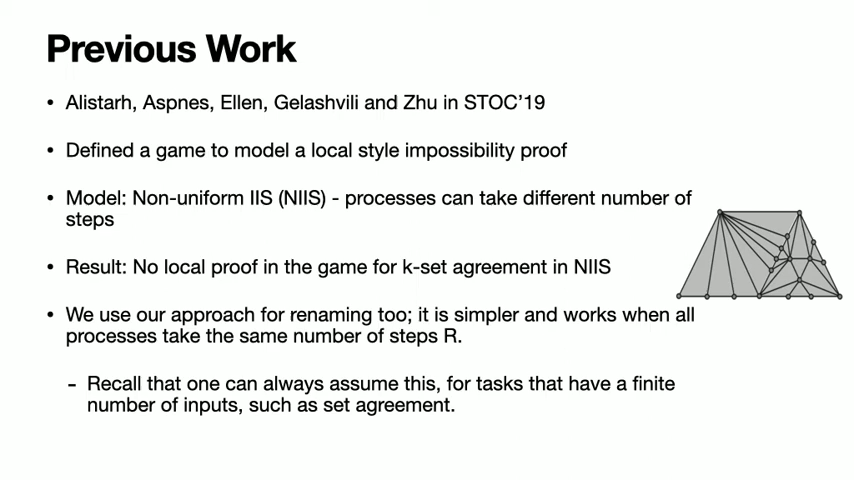 Previous Work
• Alistarh, Aspnes, Ellen, Gelashvili and Zhu in STOC'19
• Defined a game to model a local style impossibility proof
• Model: Non-uniform IIS (NIIS) - processes can take different number of
steps
• Result: No local proof in the game for k-set agreement in NIIS
• We use our approach for renaming too; it is simpler and works when all
processes take the same number of steps R.
- Recall that one can always assume this, for tasks that have a finite
number of inputs, such as set agreement.